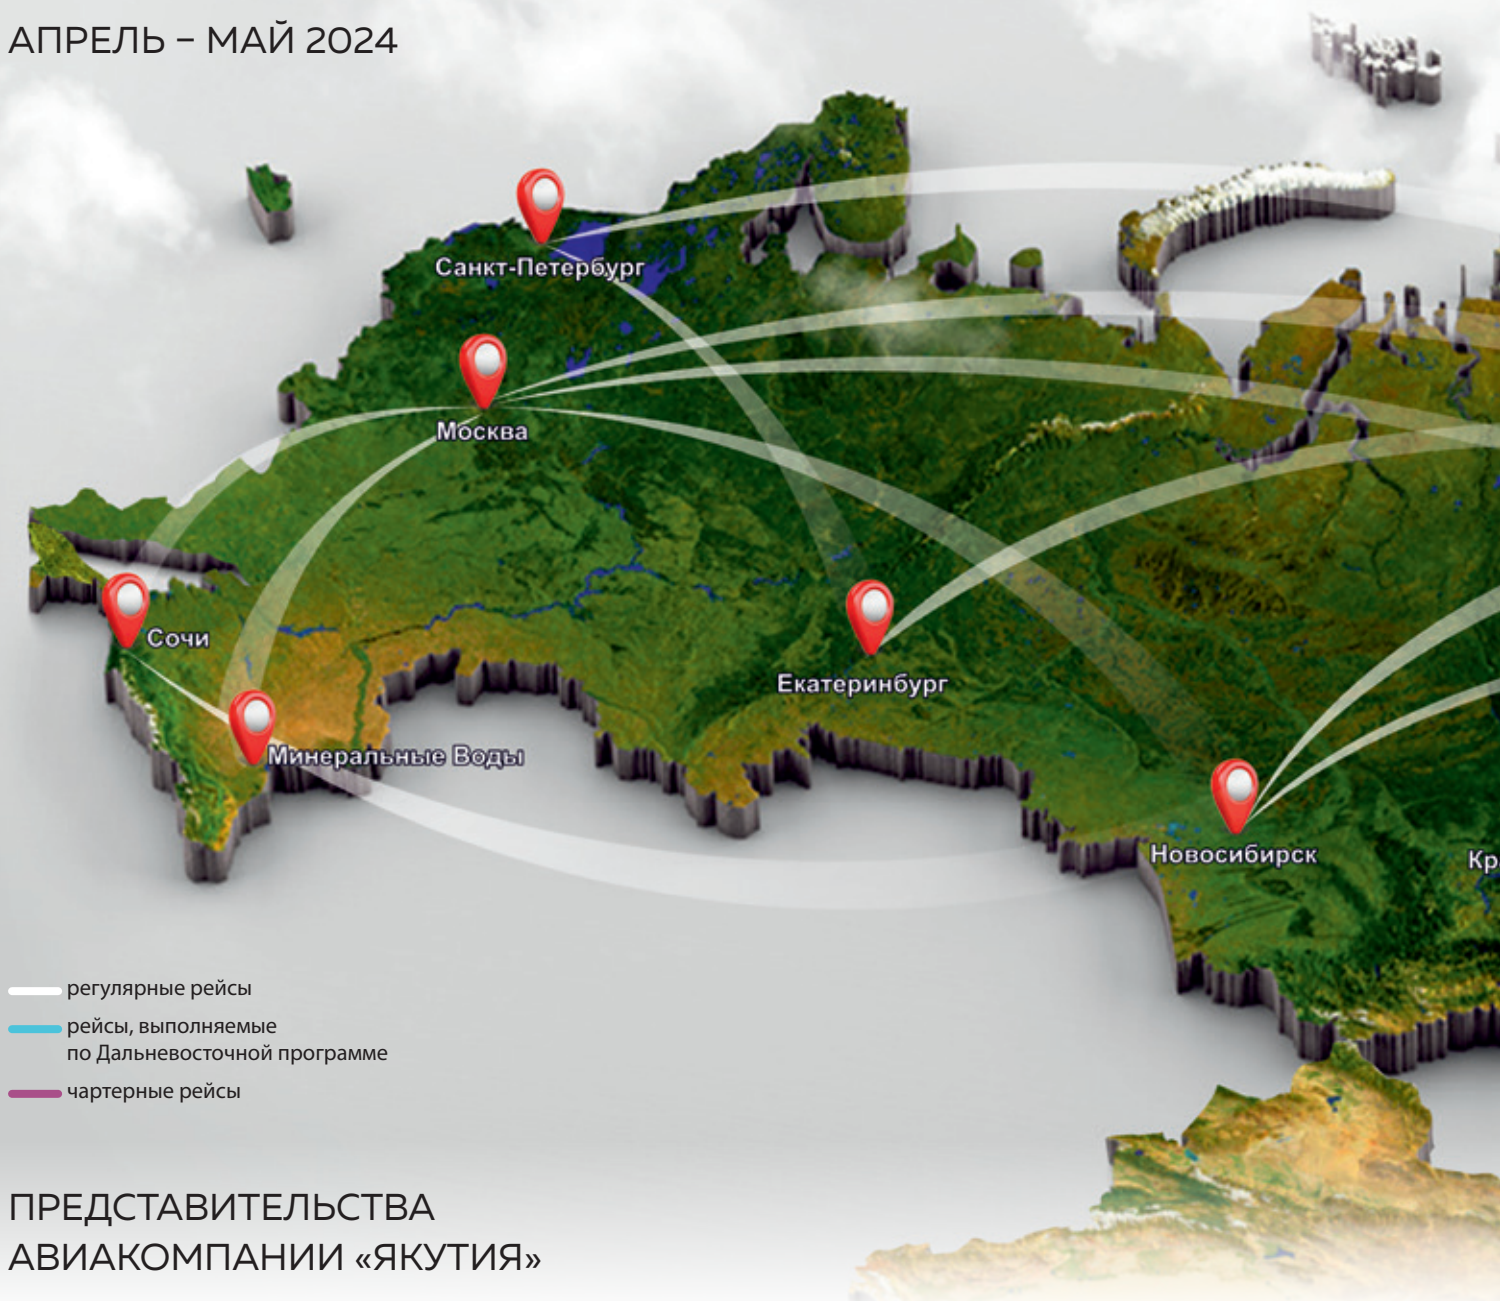 АПРЕЛЬ – МАЙ 2024
Санкт-Петербург
Москва
Сочи
Екатеринбург
Минеральные Воды
Новосибирск
Кр
регулярные рейсы
рейсы, выполняемые
по Дальневосточной программе
чартерные рейсы
ПРЕДСТАВИТЕЛЬСТВА
АВИАКОМПАНИИ «ЯКУТИЯ»